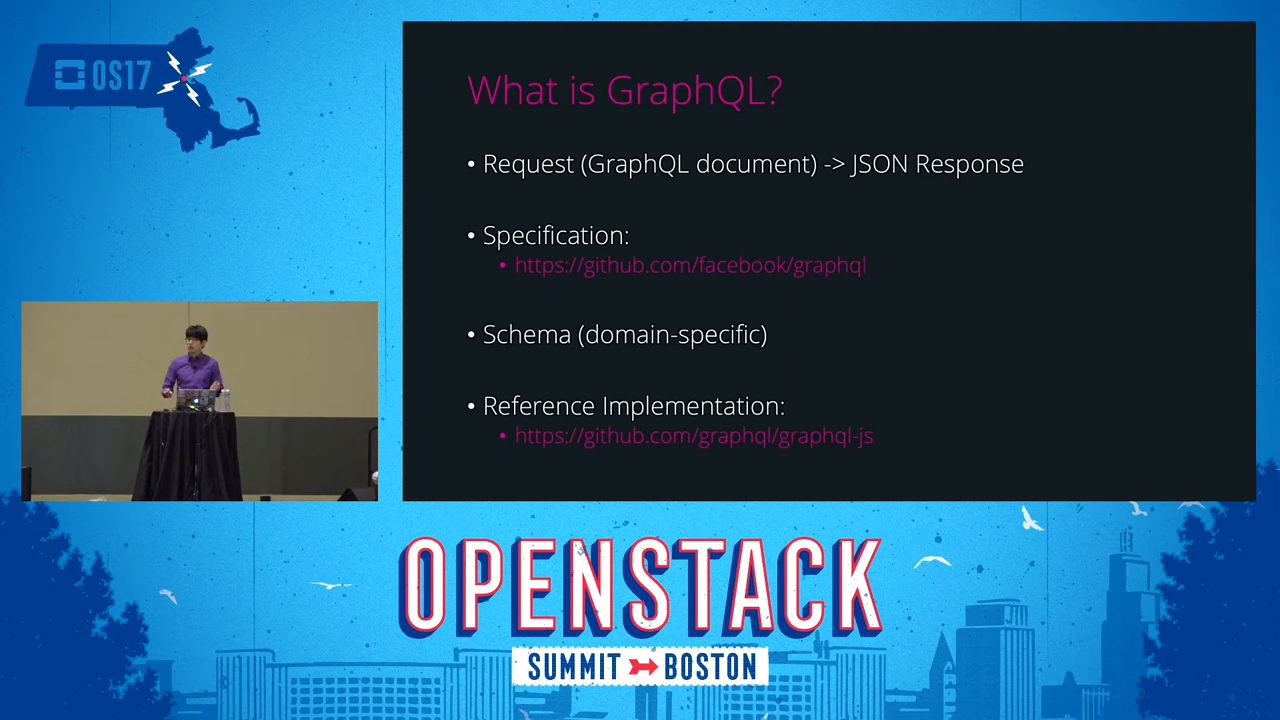 OS17
What is GraphQL?
• Request (GraphQL document) -> JSON Response
• Specification:
• https://github.com/facebook/graphql
• Schema (domain-specific)
• Reference Implementation:
• https://github.com/graphql/graphql-js
OPENSTACK
SUMMIT BOSTON